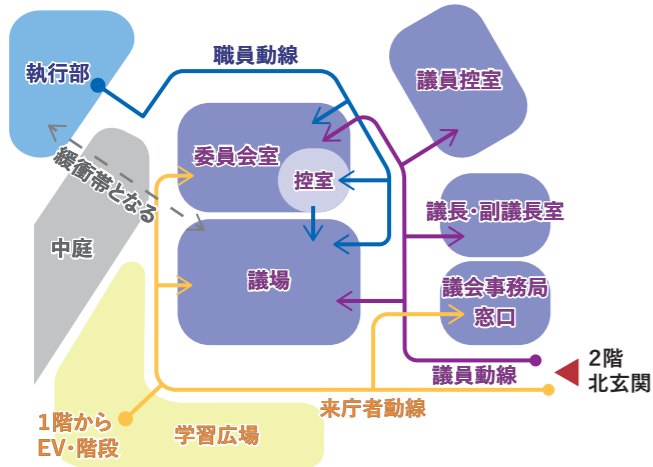 執行部
職員動線
議員控室
委員会室
控室
緩衝帯となる
議長・副議長室
中庭
議場
議会事務局
窓口
2階
北玄関
議員動線
来庁者動線
1階から
EV・階段
学習広場